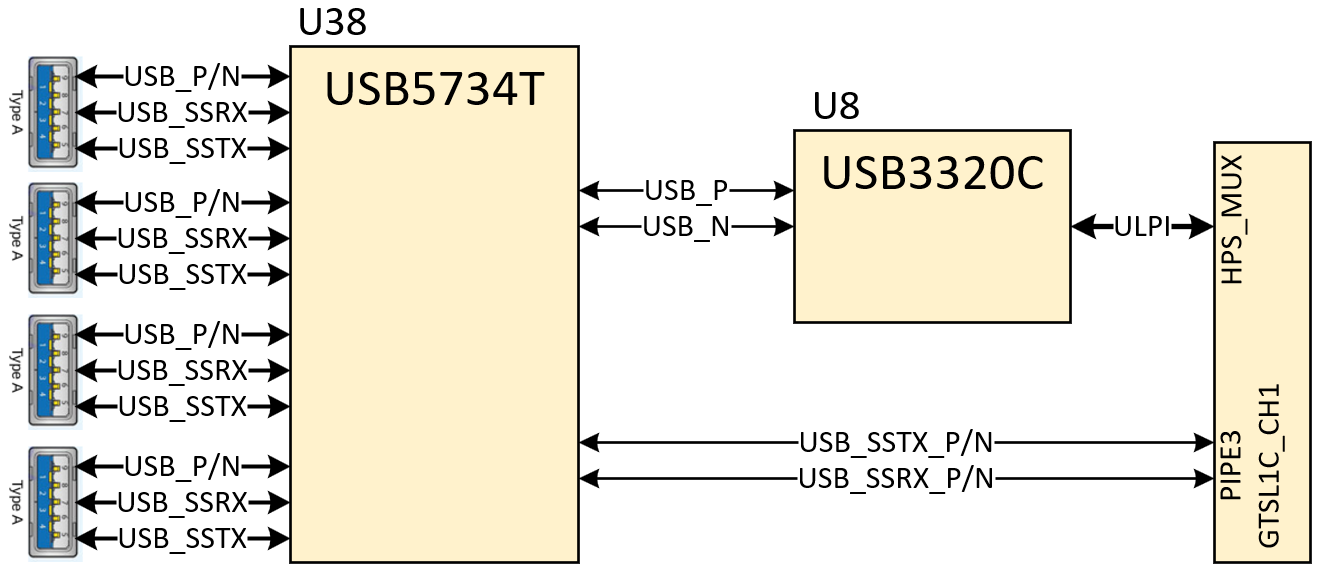 U38
USB5734T
Type A
USB_P/N
USB_SSRX
USB_SSTX
Type A
USB_P/N
USB_SSRX
USB_SSTX
Type A
USB_P/N
USB_SSRX
USB_SSTX
Type A
USB_P/N
USB_SSRX
USB_SSTX
USB_P
USB_N
U8
USB3320C
ULPI
HPS_MUX
USB_SSTX_P/N
USB_SSRX_P/N
PIPE3
GTSL1C_CH1